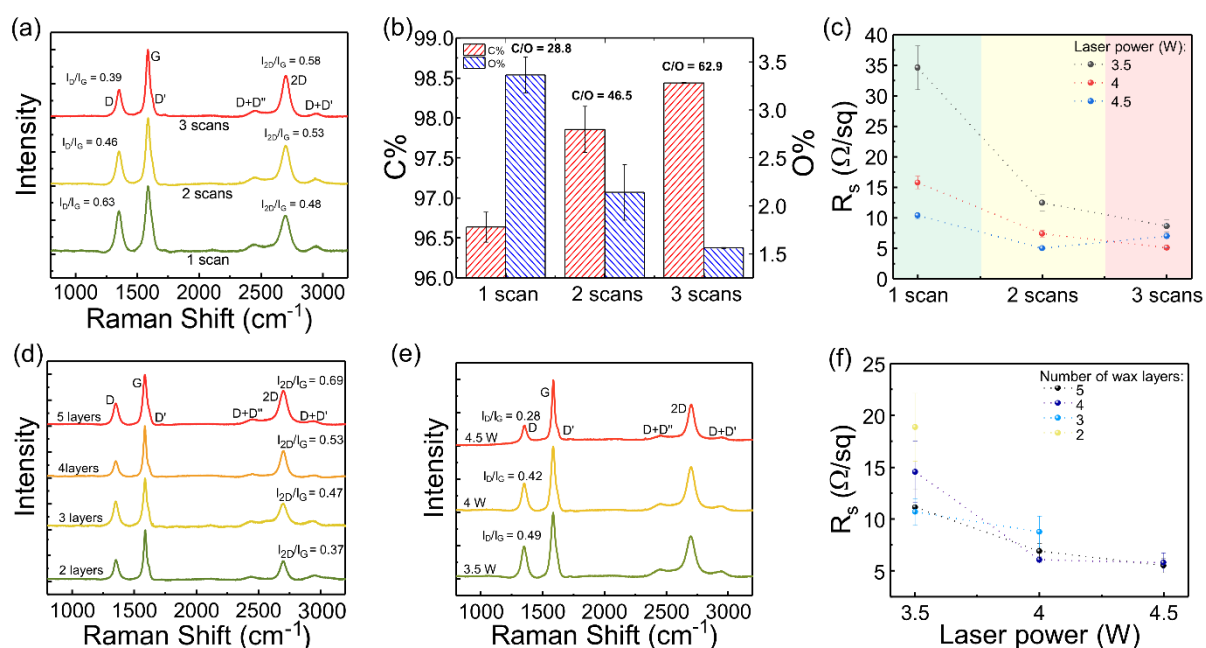 (a)
I_D/I_G = 0.39
G
I_2D/I_G = 0.58
D
D'
D+D"
2D
D+D'
3 scans
I_D/I_G = 0.46
I_2D/I_G = 0.53
2 scans
I_D/I_G = 0.63
I_2D/I_G = 0.48
1 scan
Intensity
1000 1500 2000 2500 3000
Raman Shift (cm⁻¹)
(b)
C%
O%
C/O = 28.8
C/O = 46.5
C/O = 62.9
99.0
98.5
98.0
97.5
97.0
96.5
96.0
C%
3.5
3.0
2.5
2.0
1.5
O%
1 scan 2 scans 3 scans
(c)
Laser power (W):
3.5
4
4.5
40
35
30
25
20
15
10
5
0
R_s (Ω/sq)
1 scan 2 scans 3 scans
(d)
G
I_2D/I_G = 0.69
D
D'
D+D"
2D
D+D'
5 layers
I_2D/I_G = 0.53
4layers
I_2D/I_G = 0.47
3 layers
I_2D/I_G = 0.37
2 layers
Intensity
1000 1500 2000 2500 3000
Raman Shift (cm⁻¹)
(e)
G
I_D/I_G = 0.28
D
D'
D+D"
2D
D+D'
4.5 W
I_D/I_G = 0.42
4 W
I_D/I_G = 0.49
3.5 W
Intensity
1000 1500 2000 2500 3000
Raman Shift (cm⁻¹)
(f)
Number of wax layers:
5
4
3
2
25
20
15
10
5
R_s (Ω/sq)
3.5 4 4.5
Laser power (W)